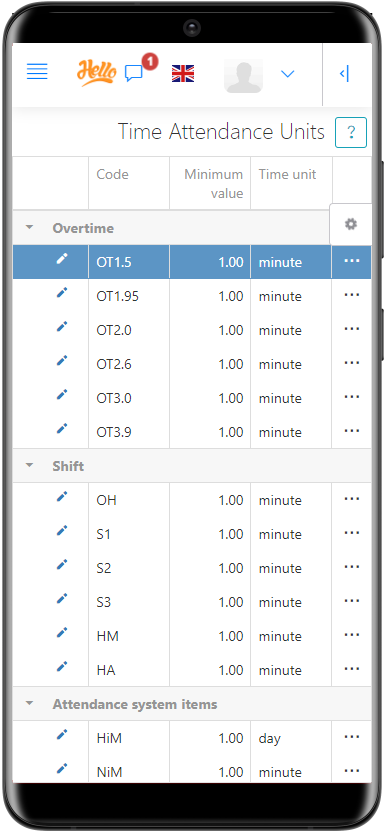 Hello
1
Time Attendance Units ?
Code Minimum value Time unit
Overtime
OT1.5 1.00 minute ...
OT1.95 1.00 minute ...
OT2.0 1.00 minute ...
OT2.6 1.00 minute ...
OT3.0 1.00 minute ...
OT3.9 1.00 minute ...
Shift
OH 1.00 minute ...
S1 1.00 minute ...
S2 1.00 minute ...
S3 1.00 minute ...
HM 1.00 minute ...
HA 1.00 minute ...
Attendance system items
HiM 1.00 day ...
NiM 1.00 minute ...